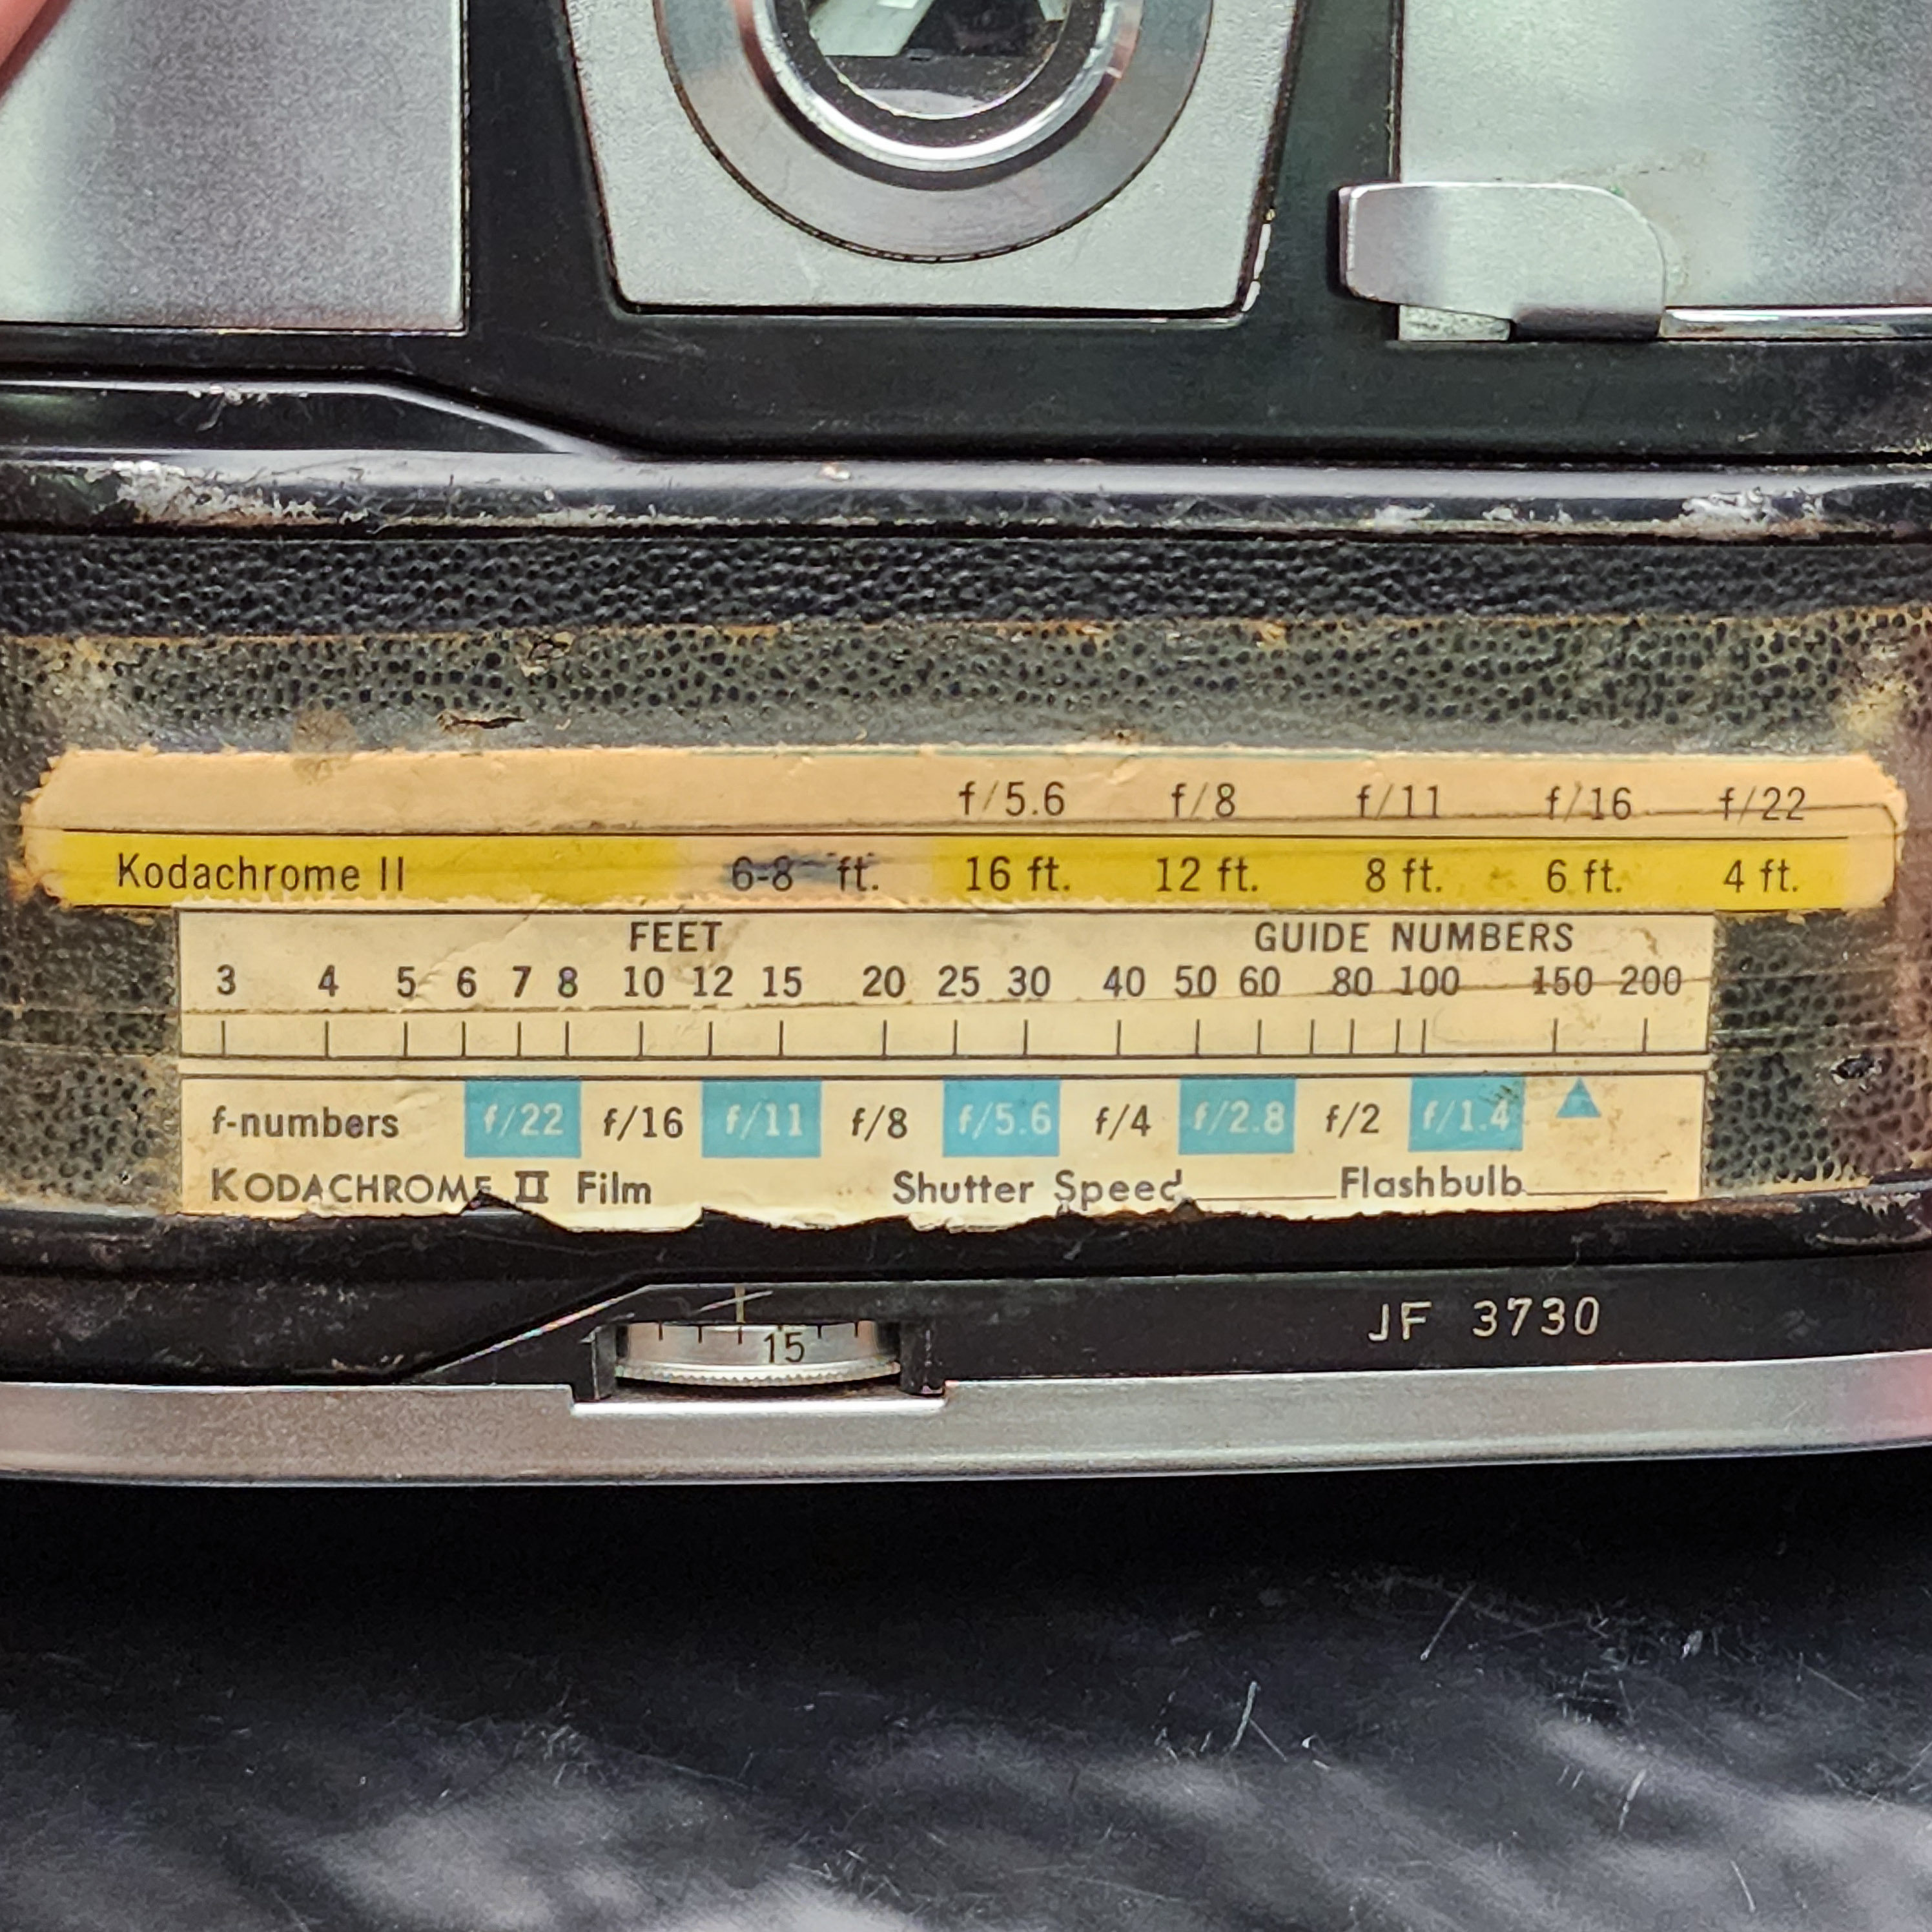 f/5.6 f/8 f/11 f/16 f/22
Kodachrome II 6-8 ft. 16 ft. 12 ft. 8 ft. 6 ft. 4 ft.
FEET GUIDE NUMBERS
3 4 5 6 7 8 10 12 15 20 25 30 40 50 60 80 100 150 200
f-numbers f/22 f/16 f/11 f/8 f/5.6 f/4 f/2.8 f/2 f/1.4
KODACHROME II Film Shutter Speed Flashbulb
JF 3730
15